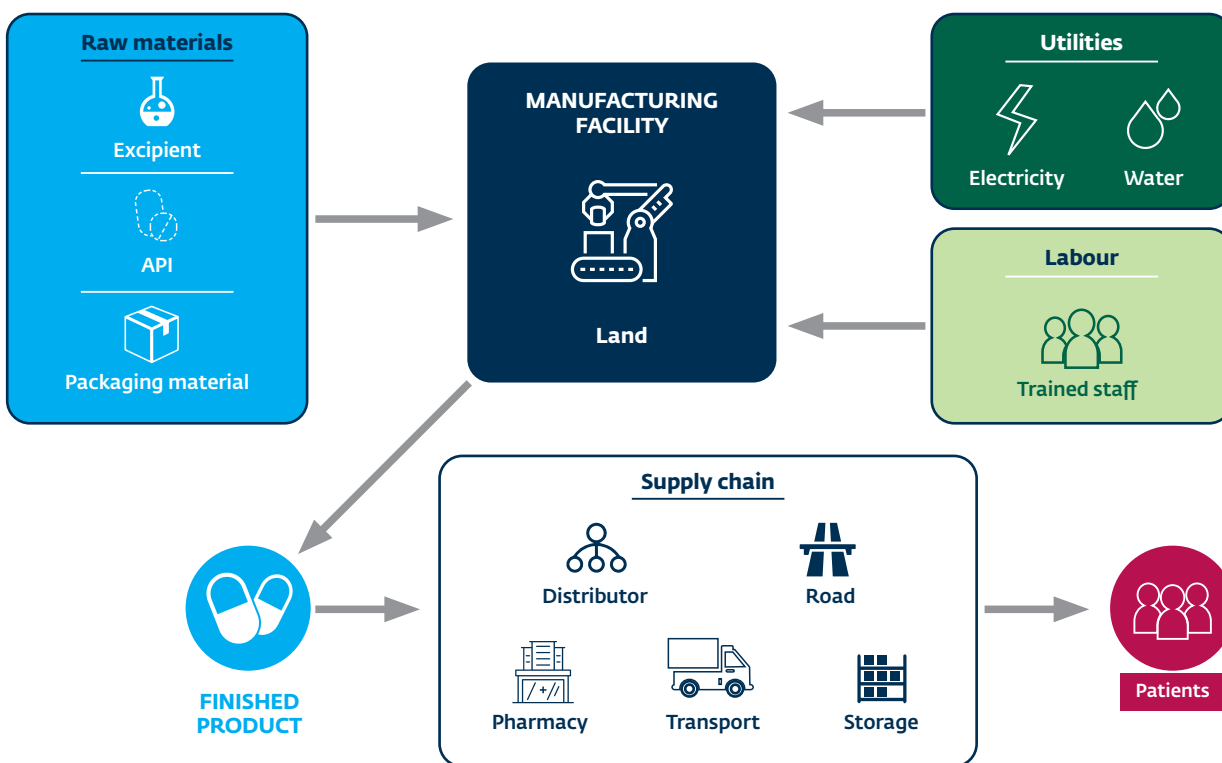 Raw materials
Excipient
API
Packaging material
MANUFACTURING
FACILITY
Land
Utilities
Electricity
Water
Labour
Trained staff
FINISHED
PRODUCT
Supply chain
Distributor
Road
Pharmacy
Transport
Storage
Patients